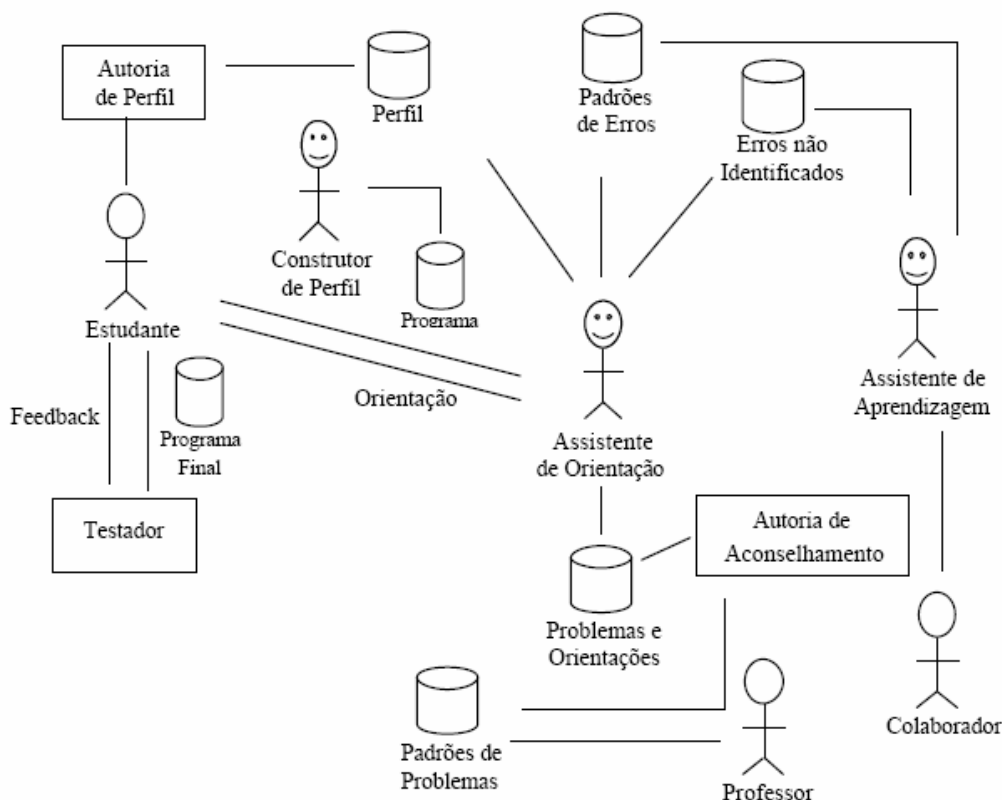 Autoria
de Perfil
Perfil
Padrões
de Erros
Erros não
Identificados
Construtor
de Perfil
Programa
Estudante
Orientação
Feedback
Programa
Final
Testador
Assistente
de Orientação
Assistente de
Aprendizagem
Autoria de
Aconselhamento
Problemas e
Orientações
Padrões de
Problemas
Professor
Colaborador